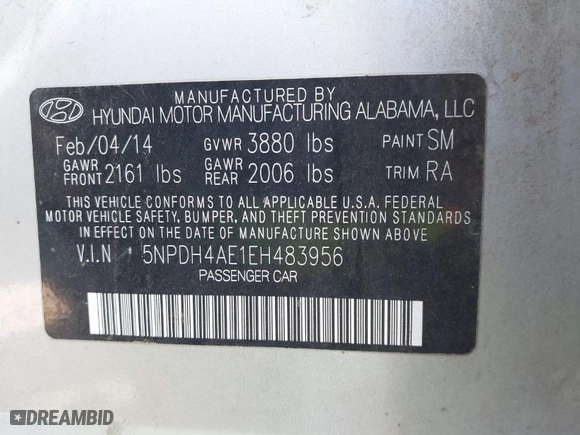 MANUFACTURED BY
HYUNDAI MOTOR MANUFACTURING ALABAMA, LLC
Feb/04/14 GVWR 3880 lbs PAINT SM
GAWR FRONT 2161 lbs GAWR REAR 2006 lbs TRIM RA
THIS VEHICLE CONFORMS TO ALL APPLICABLE U.S.A. FEDERAL
MOTOR VEHICLE SAFETY, BUMPER, AND THEFT PREVENTION STANDARDS
IN EFFECT ON THE DATE OF MANUFACTURE SHOWN ABOVE.
V.I.N : 5NPDH4AE1EH483956
PASSENGER CAR
DREAMBID